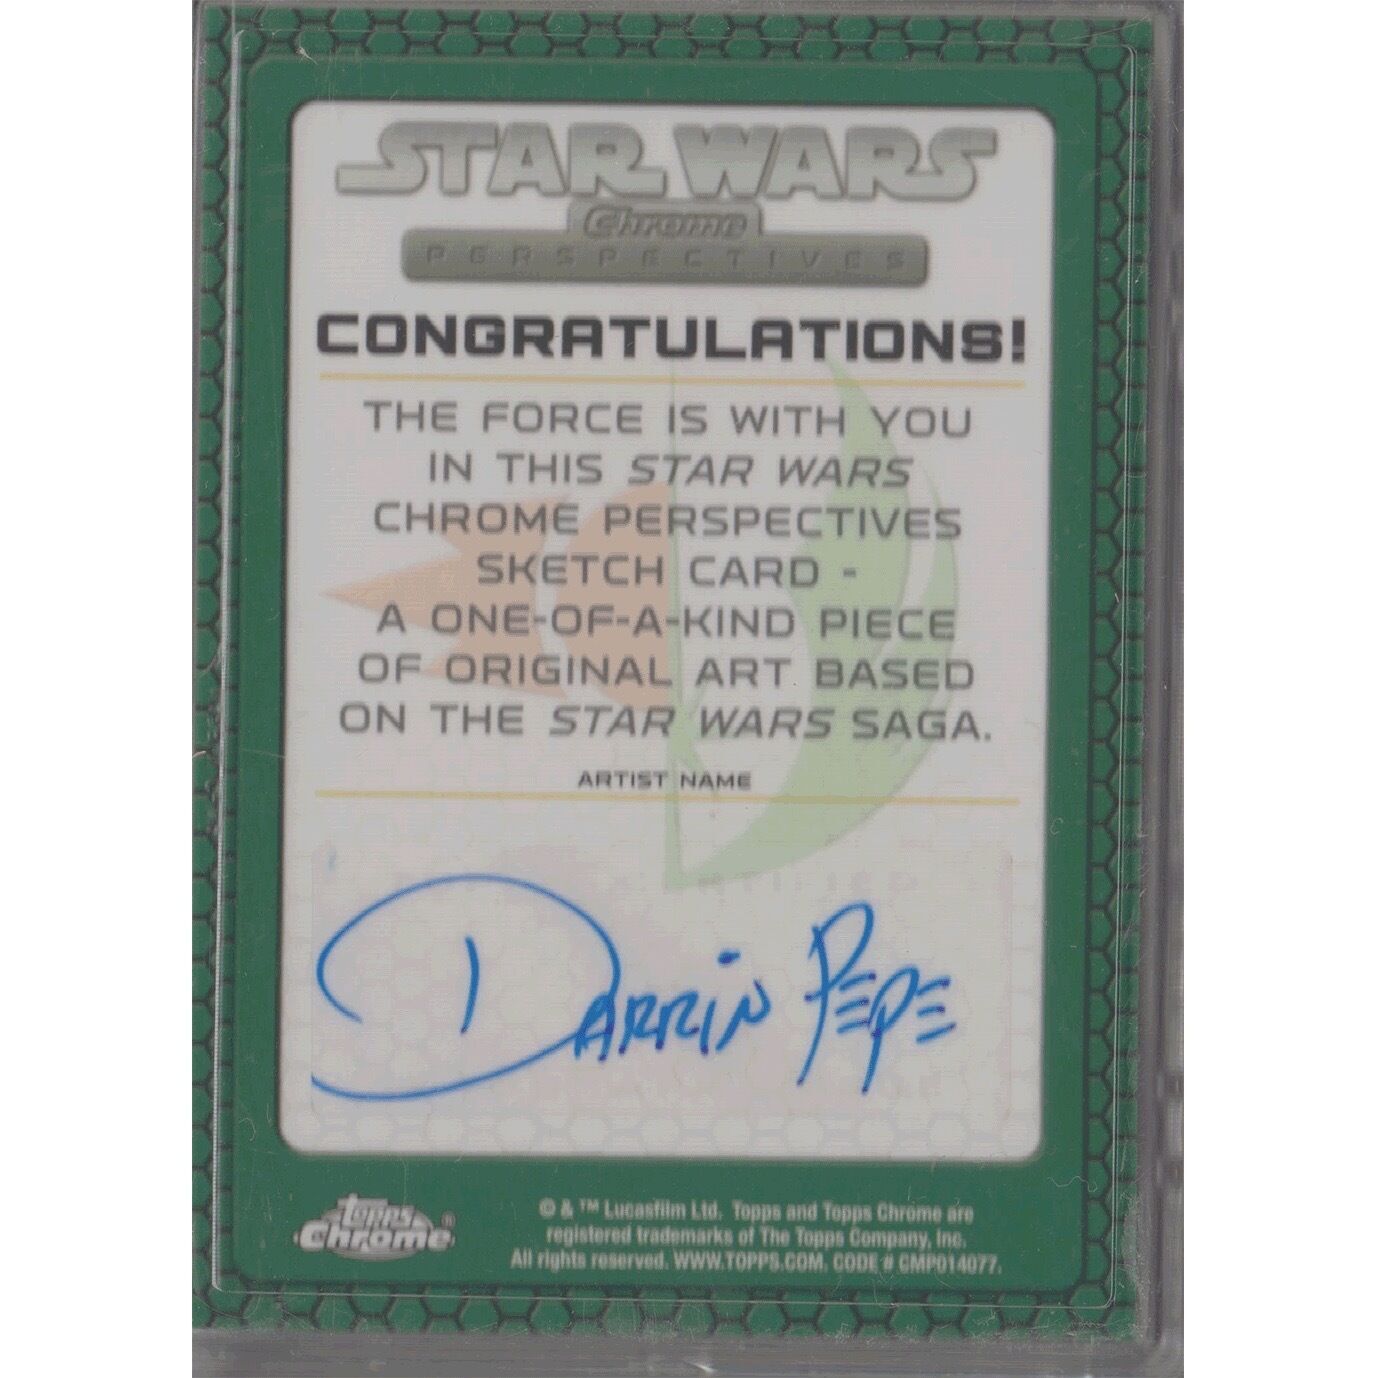 STAR WARS
Chrome
PERSPECTIVES
CONGRATULATIONS!
THE FORCE IS WITH YOU
IN THIS STAR WARS
CHROME PERSPECTIVES
SKETCH CARD -
A ONE-OF-A-KIND PIECE
OF ORIGINAL ART BASED
ON THE STAR WARS SAGA.
ARTIST NAME
DARRIN PEPE
Topps
Chrome®
© & ™ Lucasfilm Ltd. Topps and Topps Chrome are
registered trademarks of The Topps Company, Inc.
All rights reserved. WWW.TOPPS.COM. CODE # CMP014077.